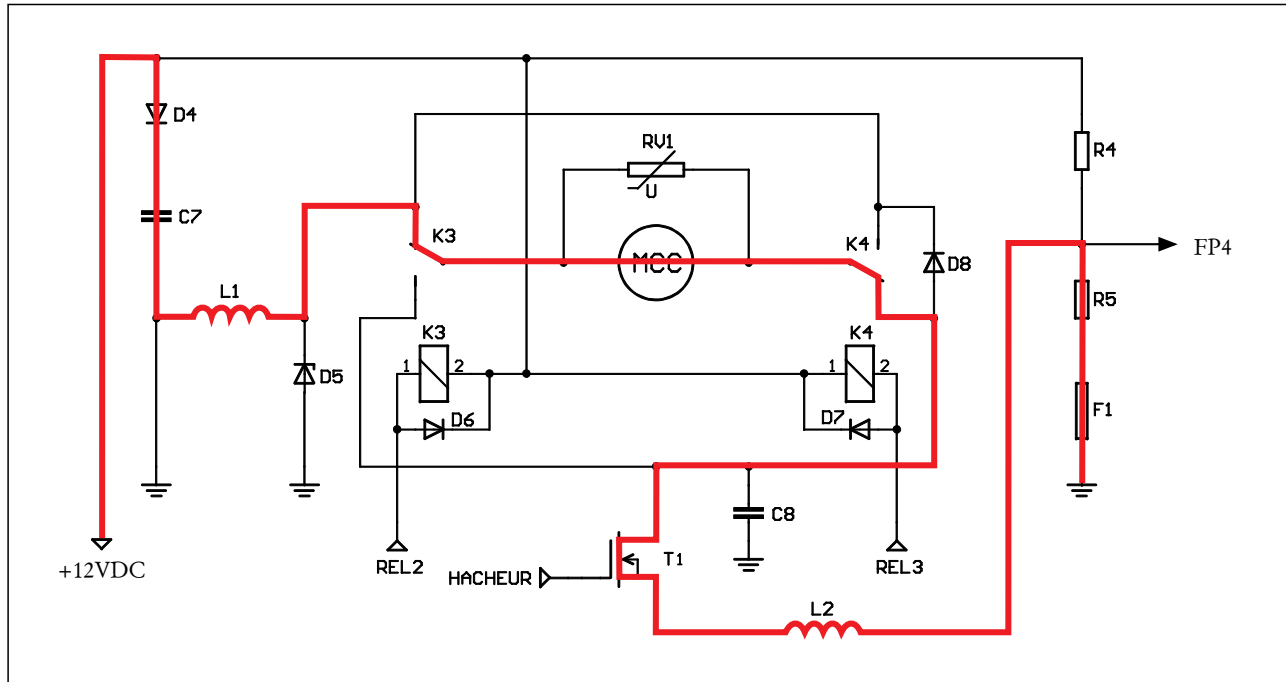 D4
RV1
R4
U
C7
K3
K4
FP4
MCC
D8
L1
R5
K3
K4
1
2
1
2
D5
D6
D7
F1
C8
+12VDC
REL2
T1
REL3
HACHEUR
L2